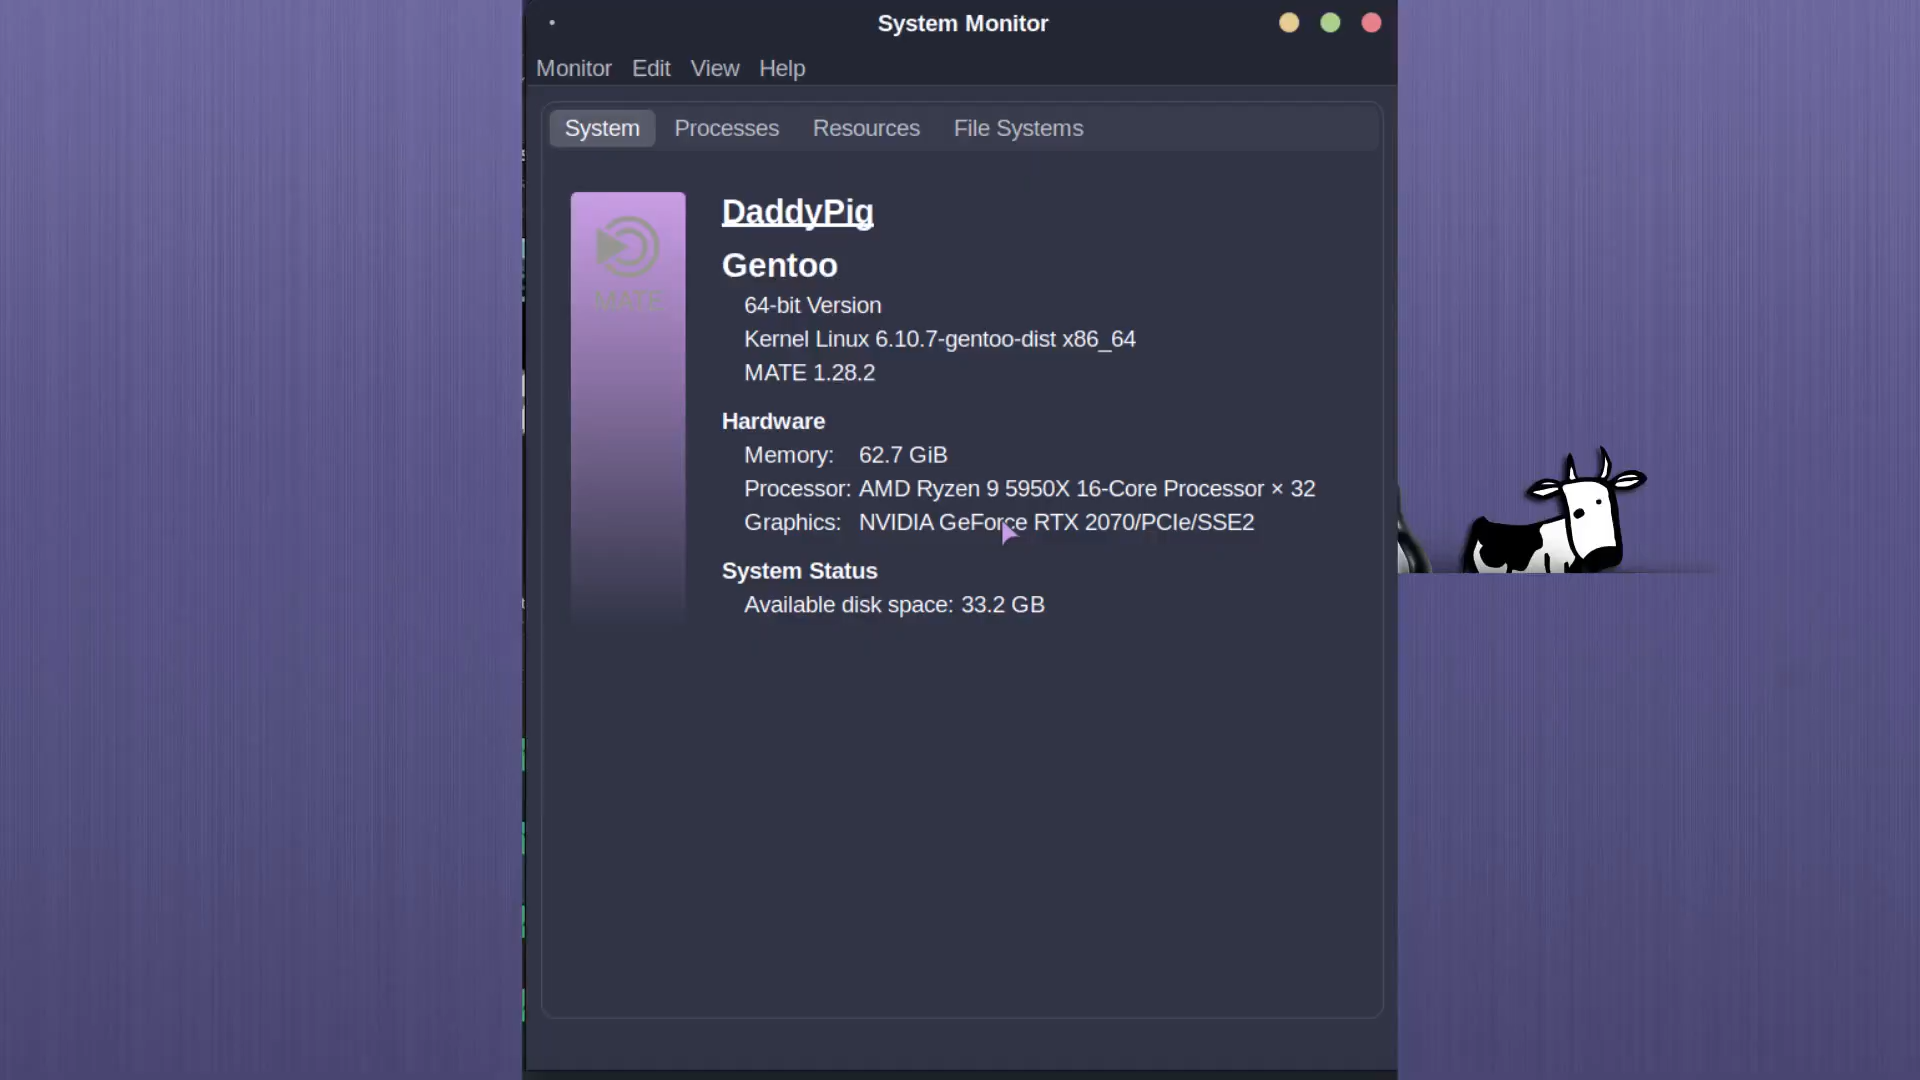 System Monitor
Monitor Edit View Help
System Processes Resources File Systems
MATE
DaddyPig
Gentoo
64-bit Version
Kernel Linux 6.10.7-gentoo-dist x86_64
MATE 1.28.2
Hardware
Memory: 62.7 GiB
Processor: AMD Ryzen 9 5950X 16-Core Processor × 32
Graphics: NVIDIA GeForce RTX 2070/PCIe/SSE2
System Status
Available disk space: 33.2 GB